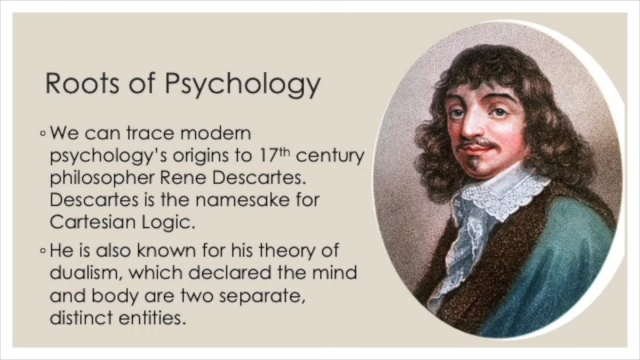 Roots of Psychology
◦ We can trace modern
psychology's origins to 17th century
philosopher Rene Descartes.
Descartes is the namesake for
Cartesian Logic.
◦ He is also known for his theory of
dualism, which declared the mind
and body are two separate,
distinct entities.